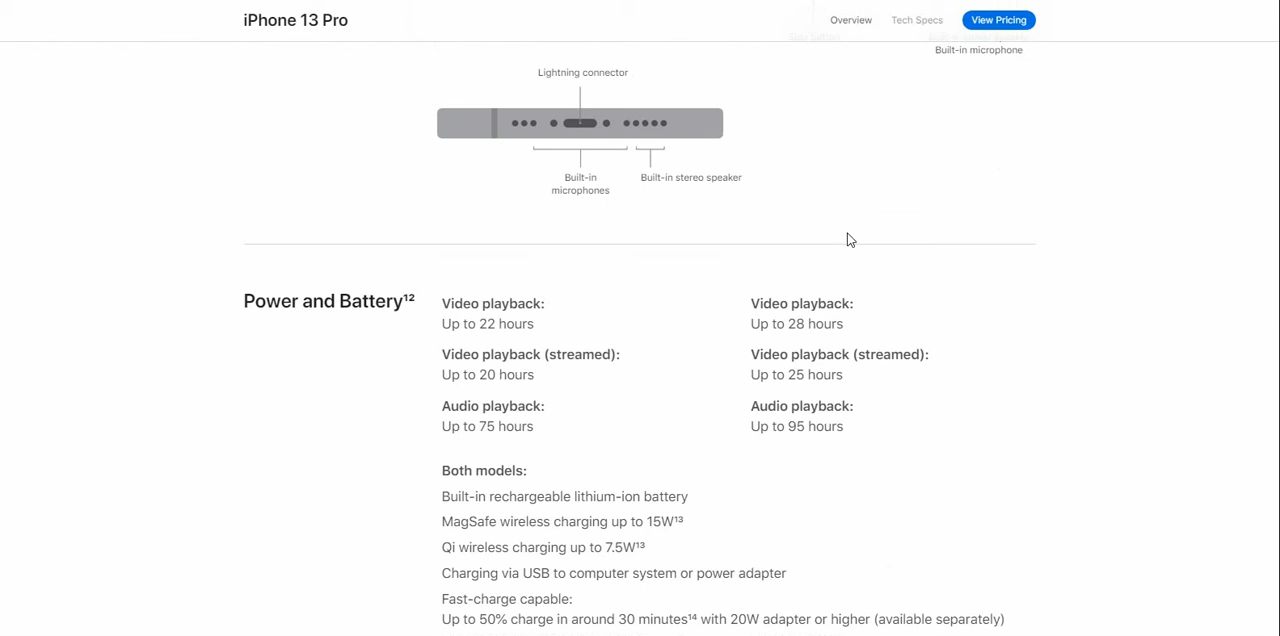 iPhone 13 Pro
Overview
Tech Specs
View Pricing
Built-in microphone
Lightning connector
Built-in
microphones
Built-in stereo speaker
Power and Battery¹²
Video playback:
Up to 22 hours
Video playback (streamed):
Up to 20 hours
Audio playback:
Up to 75 hours
Video playback:
Up to 28 hours
Video playback (streamed):
Up to 25 hours
Audio playback:
Up to 95 hours
Both models:
Built-in rechargeable lithium-ion battery
MagSafe wireless charging up to 15W¹³
Qi wireless charging up to 7.5W¹³
Charging via USB to computer system or power adapter
Fast-charge capable:
Up to 50% charge in around 30 minutes¹⁴ with 20W adapter or higher (available separately)